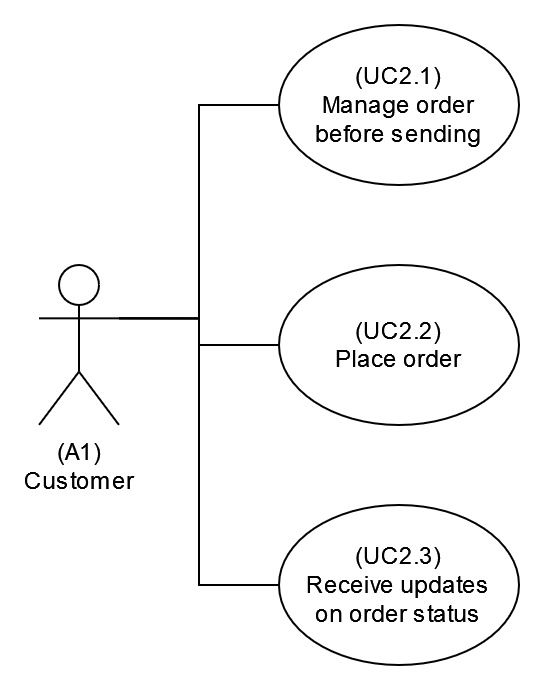 (UC2.1)
Manage order
before sending
(UC2.2)
Place order
(A1)
Customer
(UC2.3)
Receive updates
on order status